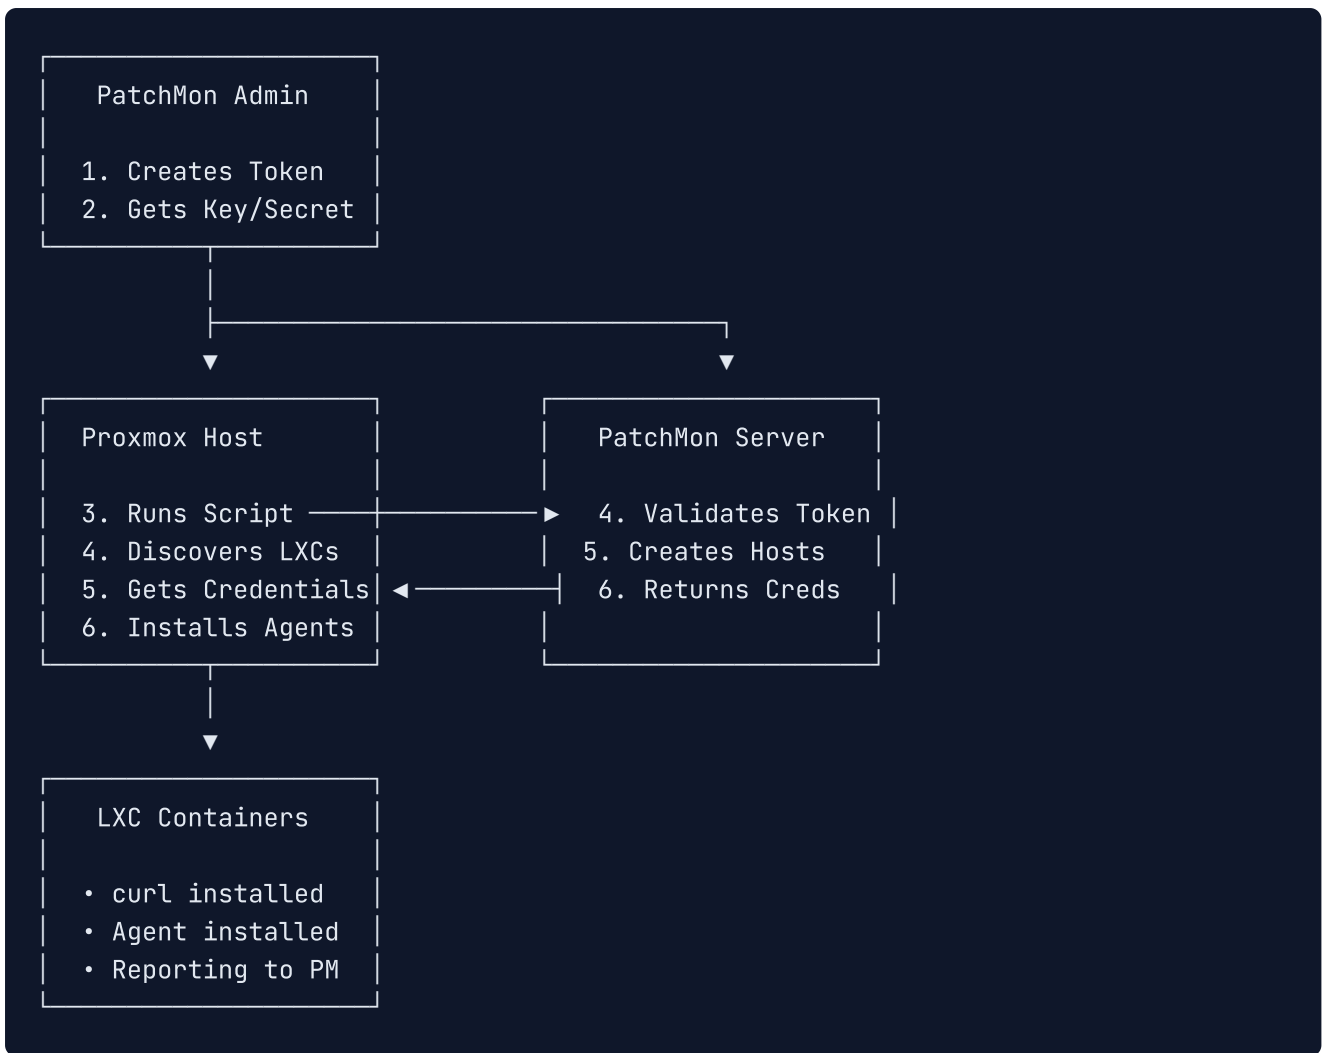 PatchMon Admin
1. Creates Token
2. Gets Key/Secret
Proxmox Host
3. Runs Script
4. Discovers LXCs
5. Gets Credentials
6. Installs Agents
PatchMon Server
4. Validates Token
5. Creates Hosts
6. Returns Creds
LXC Containers
• curl installed
• Agent installed
• Reporting to PM